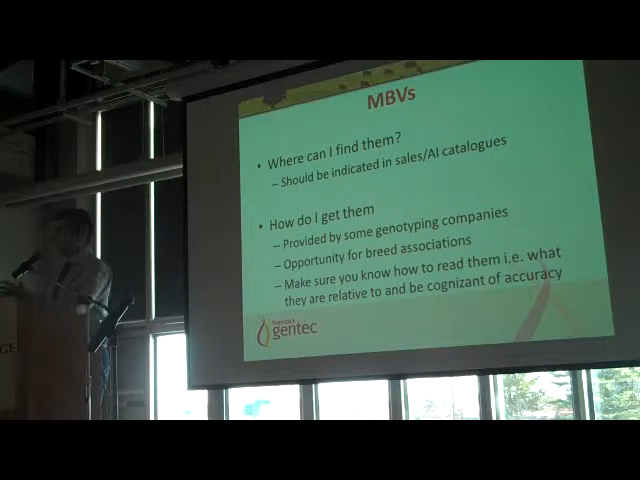 MBVs
• Where can I find them?
– Should be indicated in sales/AI catalogues
• How do I get them
– Provided by some genotyping companies
– Opportunity for breed associations
– Make sure you know how to read them i.e. what
they are relative to and be cognizant of accuracy
livestock
gentec
GE